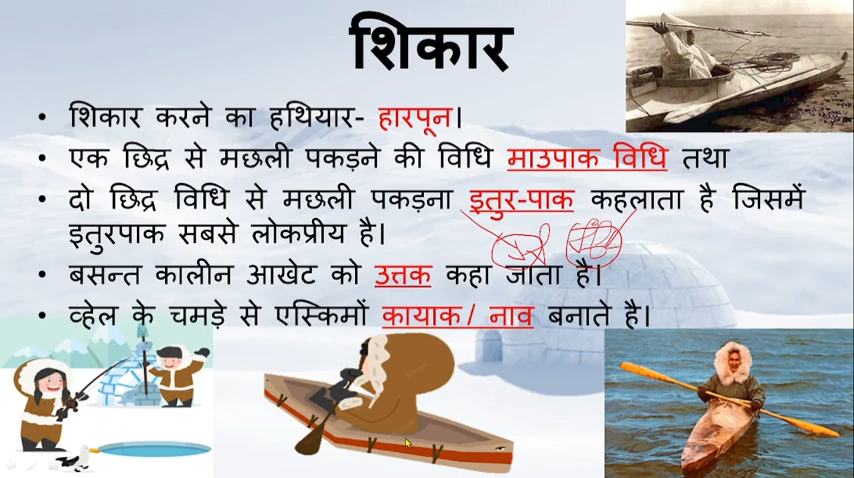 शिकार
• शिकार करने का हथियार- हारपून।
• एक छिद्र से मछली पकड़ने की विधि माउपाक विधि तथा
• दो छिद्र विधि से मछली पकड़ना इतुर-पाक कहलाता है जिसमें
इतुरपाक सबसे लोकप्रीय है।
• बसन्त कालीन आखेट को उत्तक कहा जाता है।
• व्हेल के चमड़े से एस्किमों कायाक / नाव बनाते है।